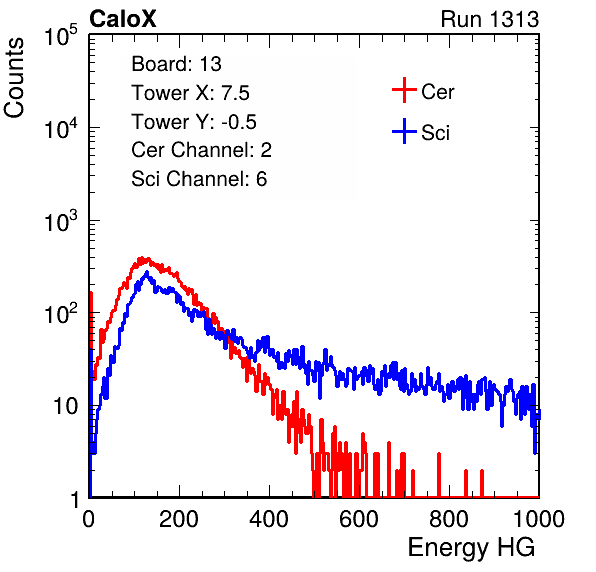 CaloX Run 1313
Counts
10^5
10^4
10^3
10^2
10
1
Board: 13
Tower X: 7.5
Tower Y: -0.5
Cer Channel: 2
Sci Channel: 6
Cer
Sci
0 200 400 600 800 1000
Energy HG